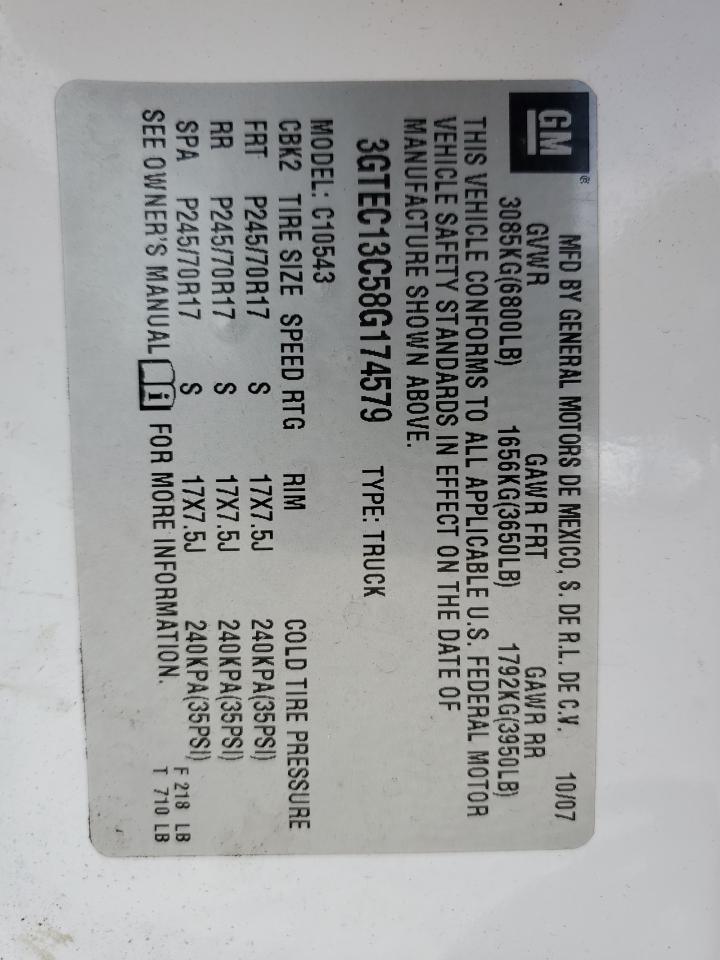 GM®
MFD BY GENERAL MOTORS DE MEXICO, S. DE R.L. DE C.V. 10/07
GVWR GAWR FRT GAWR RR
3085KG(6800LB) 1656KG(3650LB) 1792KG(3950LB)
THIS VEHICLE CONFORMS TO ALL APPLICABLE U.S. FEDERAL MOTOR
VEHICLE SAFETY STANDARDS IN EFFECT ON THE DATE OF
MANUFACTURE SHOWN ABOVE.
3GTEC13C58G174579 TYPE: TRUCK
MODEL: C10543
CBK2 TIRE SIZE SPEED RTG RIM COLD TIRE PRESSURE
FRT P245/70R17 S 17X7.5J 240KPA(35PSI)
RR P245/70R17 S 17X7.5J 240KPA(35PSI)
SPA P245/70R17 S 17X7.5J 240KPA(35PSI)
SEE OWNER'S MANUAL i FOR MORE INFORMATION.
F 218 LB
T 710 LB